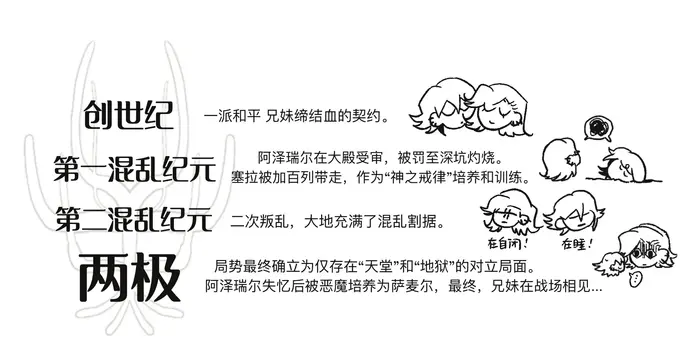 创世纪
一派和平 兄妹缔结血的契约。
第一混乱纪元
阿泽瑞尔在大殿受审，被罚至深坑灼烧。
塞拉被加百列带走，作为“神之戒律”培养和训练。
第二混乱纪元
二次叛乱，大地充满了混乱割据。
在自闭！
在睡！
两极
局势最终确立为仅存在“天堂”和“地狱”的对立局面。
阿泽瑞尔失忆后被恶魔培养为萨麦尔，最终，兄妹在战场相见...